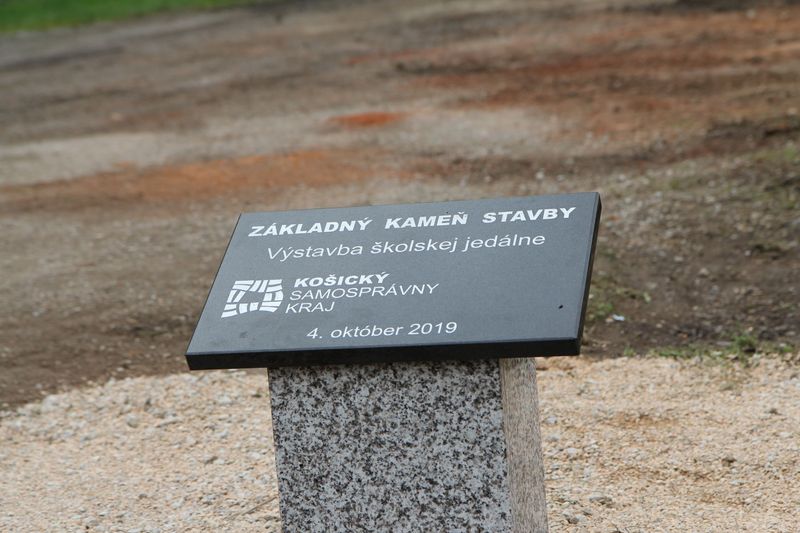 ZÁKLADNÝ KAMEŇ STAVBY
Výstavba školskej jedálne
KOŠICKÝ
SAMOSPRÁVNY
KRAJ
4. október 2019